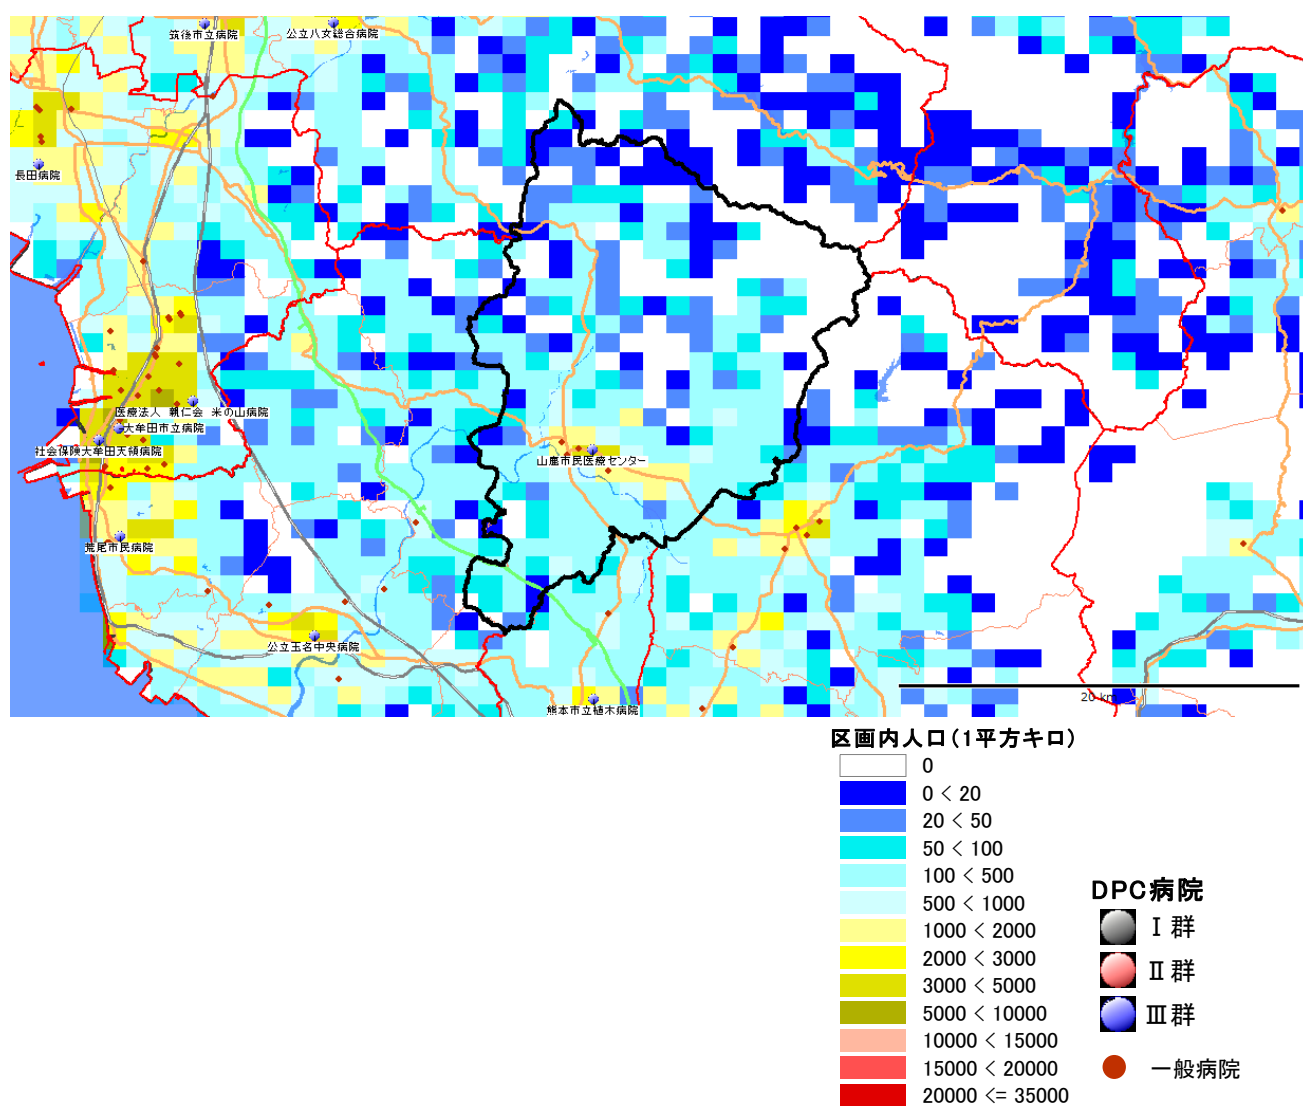 筑後市立病院
公立八女総合病院
長田病院
医療法人 親仁会 米の山病院
大牟田市立病院
社会保険大牟田天領病院
山鹿市民医療センター
荒尾市民病院
公立玉名中央病院
熊本市立植木病院
20 km
区画内人口(1平方キロ)
0
0 < 20
20 < 50
50 < 100
100 < 500
500 < 1000
1000 < 2000
2000 < 3000
3000 < 5000
5000 < 10000
10000 < 15000
15000 < 20000
20000 <= 35000
DPC病院
Ⅰ群
Ⅱ群
Ⅲ群
一般病院